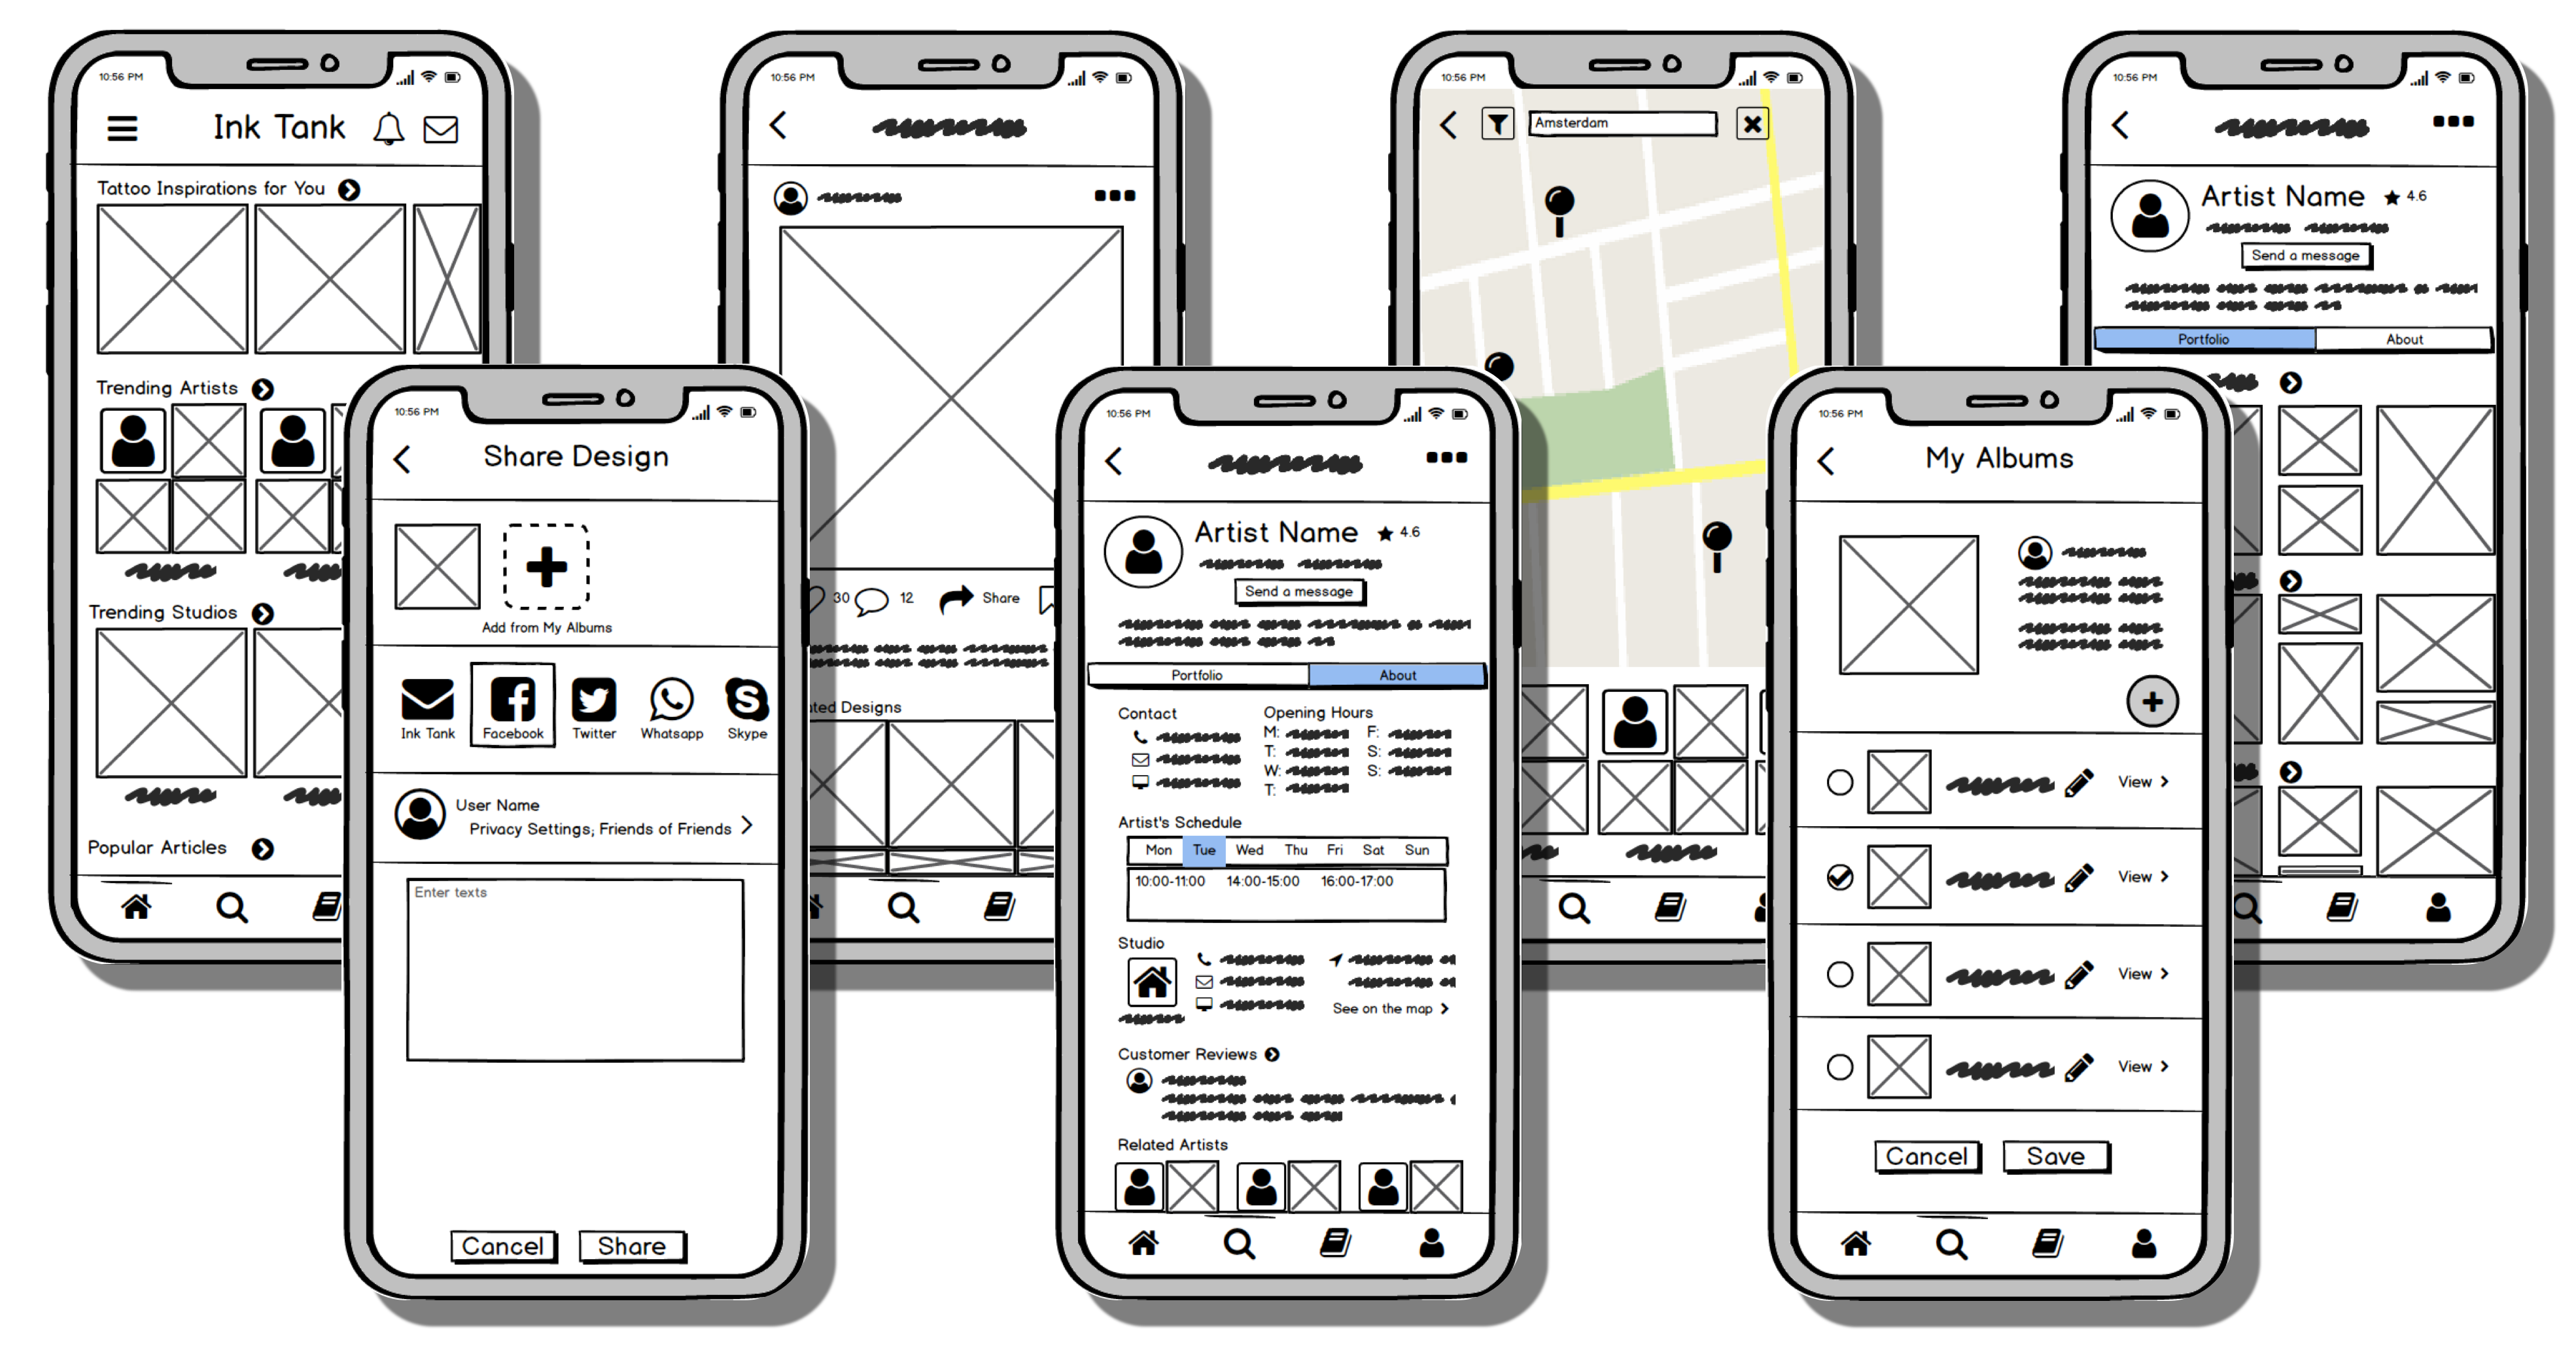 10:56 PM
Ink Tank
Tattoo Inspirations for You
Trending Artists
Trending Studios
Popular Articles
10:56 PM
Share Design
Add from My Albums
Ink Tank Facebook Twitter Whatsapp Skype
User Name
Privacy Settings; Friends of Friends
Enter texts
Cancel Share
10:56 PM
30 12 Share
Designs
10:56 PM
Artist Name 4.6
Send a message
Portfolio About
Contact Opening Hours
M: F:
T: S:
W: S:
T:
Artist's Schedule
Mon Tue Wed Thu Fri Sat Sun
10:00-11:00 14:00-15:00 16:00-17:00
Studio
See on the map
Customer Reviews
Related Artists
10:56 PM
Amsterdam
10:56 PM
My Albums
View
View
View
View
Cancel Save
10:56 PM
Artist Name 4.6
Send a message
Portfolio About